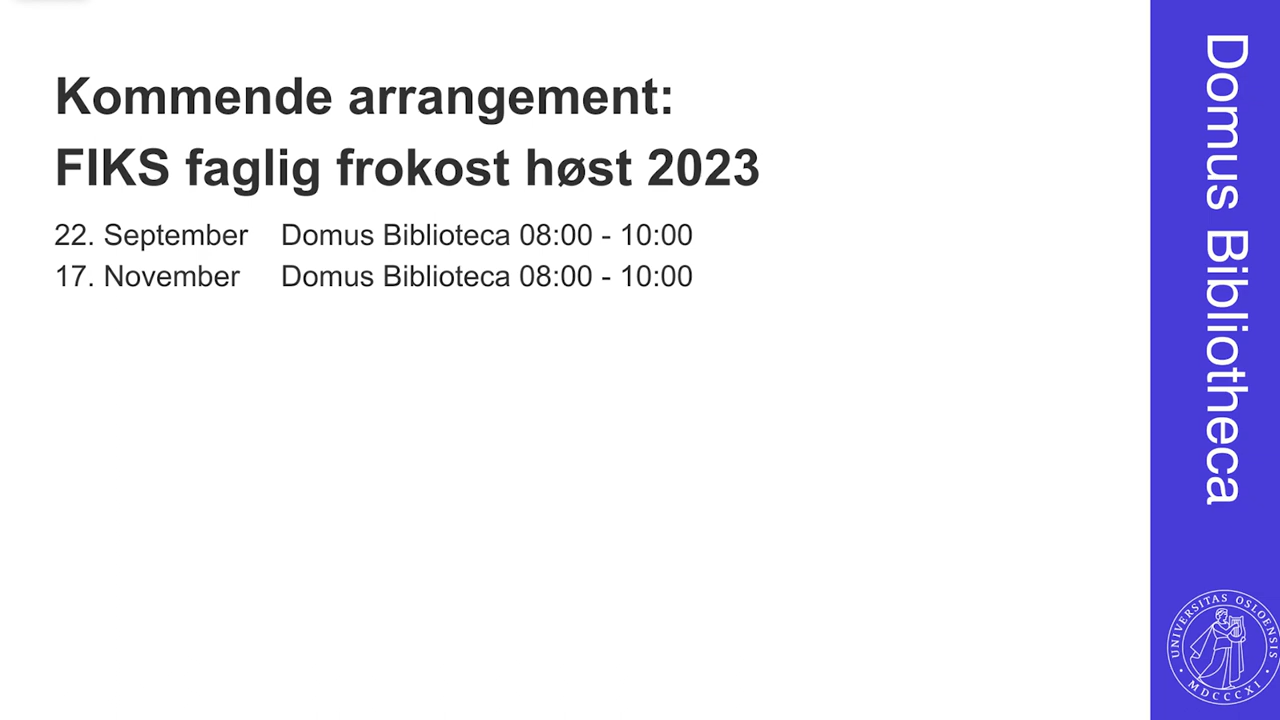 Kommende arrangement:
FIKS faglig frokost høst 2023
22. September Domus Biblioteca 08:00 - 10:00
17. November Domus Biblioteca 08:00 - 10:00
Domus Bibliotheca
UNIVERSITAS OSLOENSIS
MDCCCXI